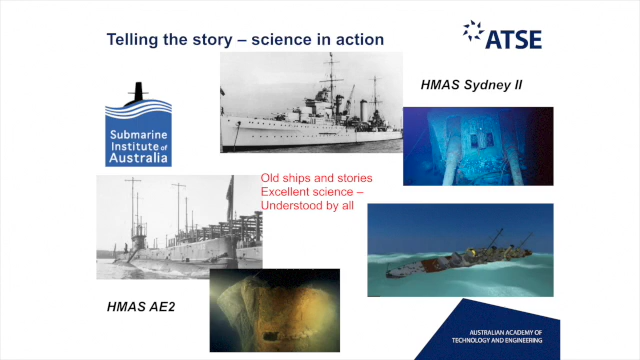 Telling the story – science in action
ATSE
HMAS Sydney II
Submarine
Institute of
Australia
Old ships and stories
Excellent science –
Understood by all
HMAS AE2
AUSTRALIAN ACADEMY OF
TECHNOLOGY AND ENGINEERING